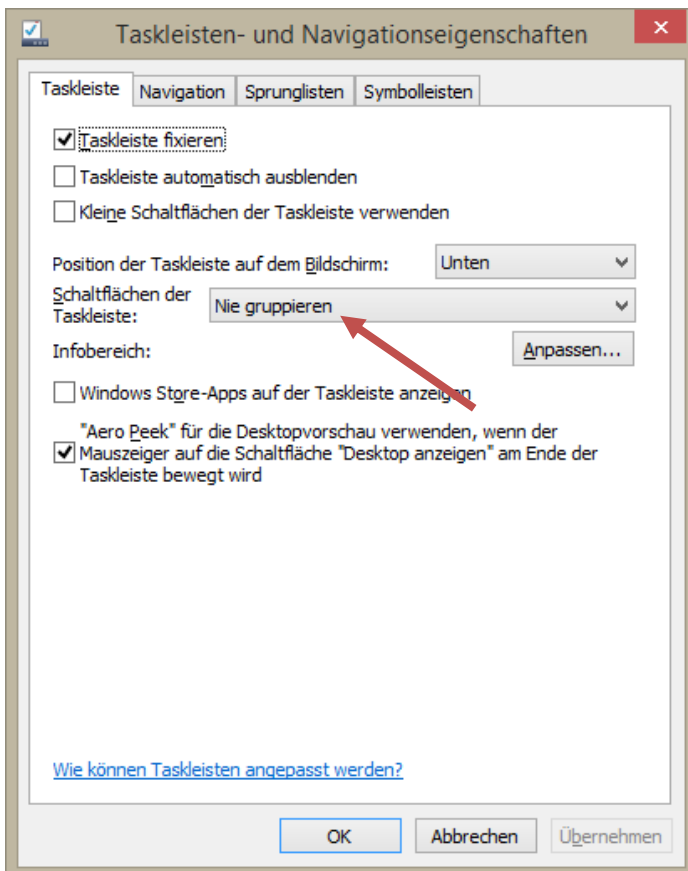 Taskleisten- und Navigationseigenschaften
Taskleiste Navigation Sprunglisten Symbolleisten
Taskleiste fixieren
Taskleiste automatisch ausblenden
Kleine Schaltflächen der Taskleiste verwenden
Position der Taskleiste auf dem Bildschirm: Unten
Schaltflächen der
Taskleiste: Nie gruppieren
Infobereich: Anpassen...
Windows Store-Apps auf der Taskleiste anzeigen
"Aero Peek" für die Desktopvorschau verwenden, wenn der
Mauszeiger auf die Schaltfläche "Desktop anzeigen" am Ende der
Taskleiste bewegt wird
Wie können Taskleisten angepasst werden?
OK Abbrechen Übernehmen